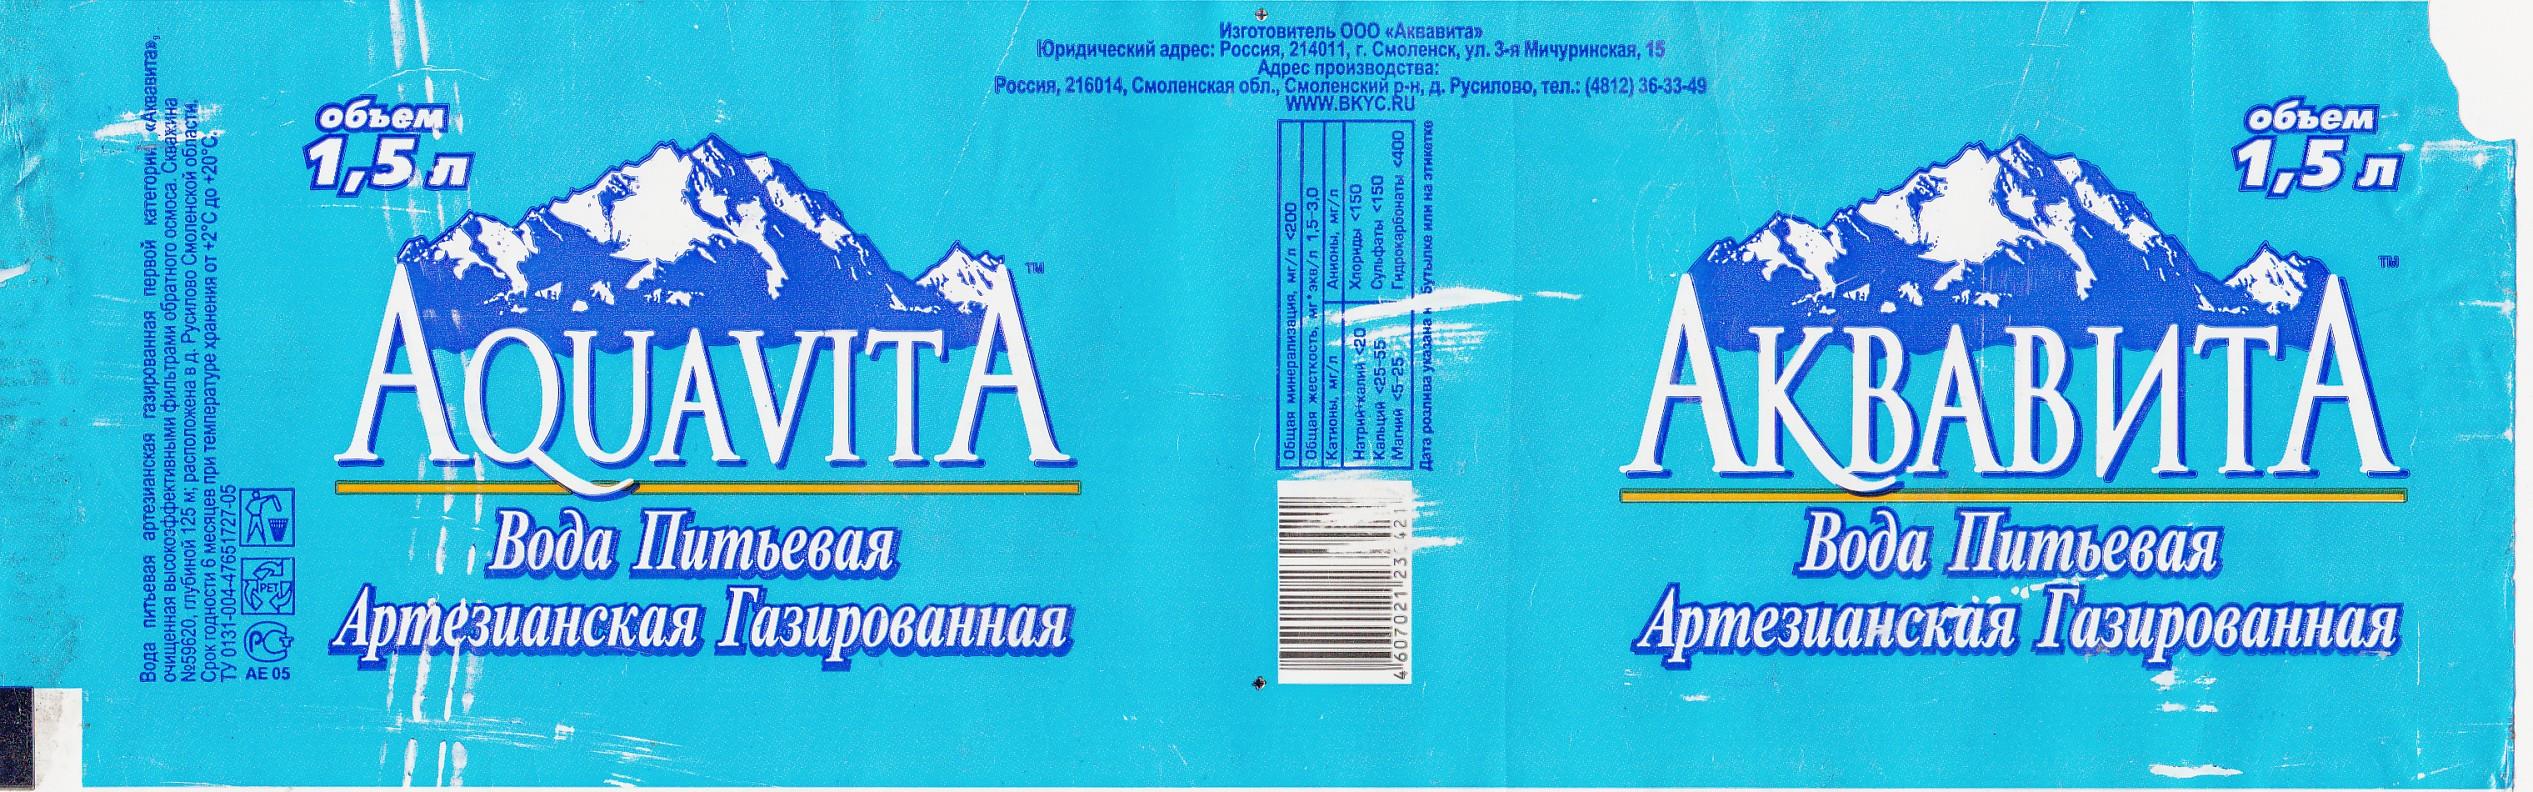 Вода питьевая артезианская газированная первой категории «Аквавита»,
очищенная высокоэффективными фильтрами обратного осмоса. Скважина
№59620, глубиной 125 м; расположена в д. Русилово Смоленской области.
Срок годности 6 месяцев при температуре хранения от +2°С до +20°С.
ТУ 0131-004-47651727-05
PET
АЕ 05
объем
1,5 л
AQUAVITA
TM
Вода Питьевая
Артезианская Газированная
Изготовитель ООО «Аквавита»
Юридический адрес: Россия, 214011, г. Смоленск, ул. 3-я Мичуринская, 15
Адрес производства:
Россия, 216014, Смоленская обл., Смоленский р-н, д. Русилово, тел.: (4812) 36-33-49
WWW.BKYC.RU
Общая минерализация, мг/л <200
Общая жесткость, мг*экв/л 1,5-3,0
Катионы, мг/л Анионы, мг/л
Натрий+калий <20 Хлориды <150
Кальций <25-55 Сульфаты <150
Магний <5-25 Гидрокарбонаты <400
Дата розлива указана бутылке или на этикетке
объем
1,5 л
АКВАВИТА
TM
Вода Питьевая
Артезианская Газированная